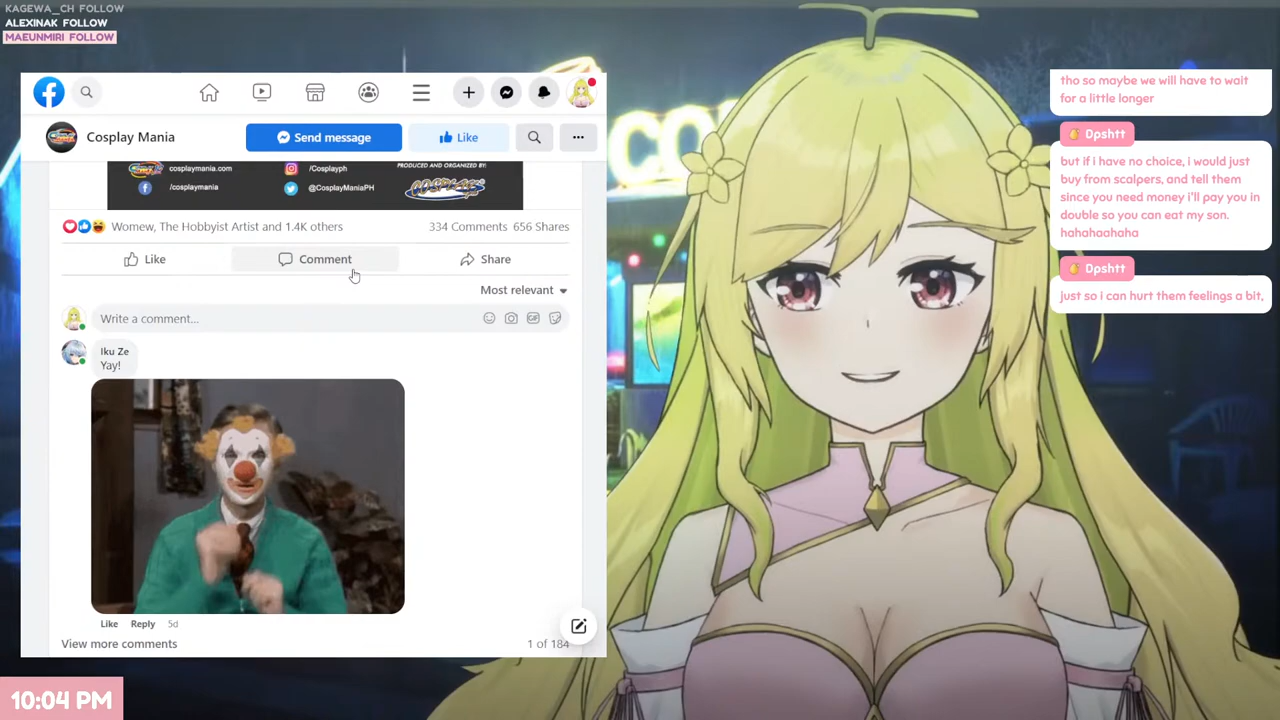 KAGEWA_CH FOLLOW
ALEXINAK FOLLOW
MAEUNMIRI FOLLOW
Cosplay Mania
Send message
Like
cosplaymania.com
/Cosplayph
PRODUCED AND ORGANIZED BY:
/cosplaymania
@CosplayManiaPH
Womew, The Hobbyist Artist and 1.4K others
334 Comments 656 Shares
Like
Comment
Share
Most relevant
Write a comment...
Iku Ze
Yay!
Like Reply 5d
View more comments
1 of 184
10:04 PM
tho so maybe we will have to wait
for a little longer
Dpshtt
but if i have no choice, i would just
buy from scalpers, and tell them
since you need money i'll pay you in
double so you can eat my son.
hahahaahaha
Dpshtt
just so i can hurt them feelings a bit,